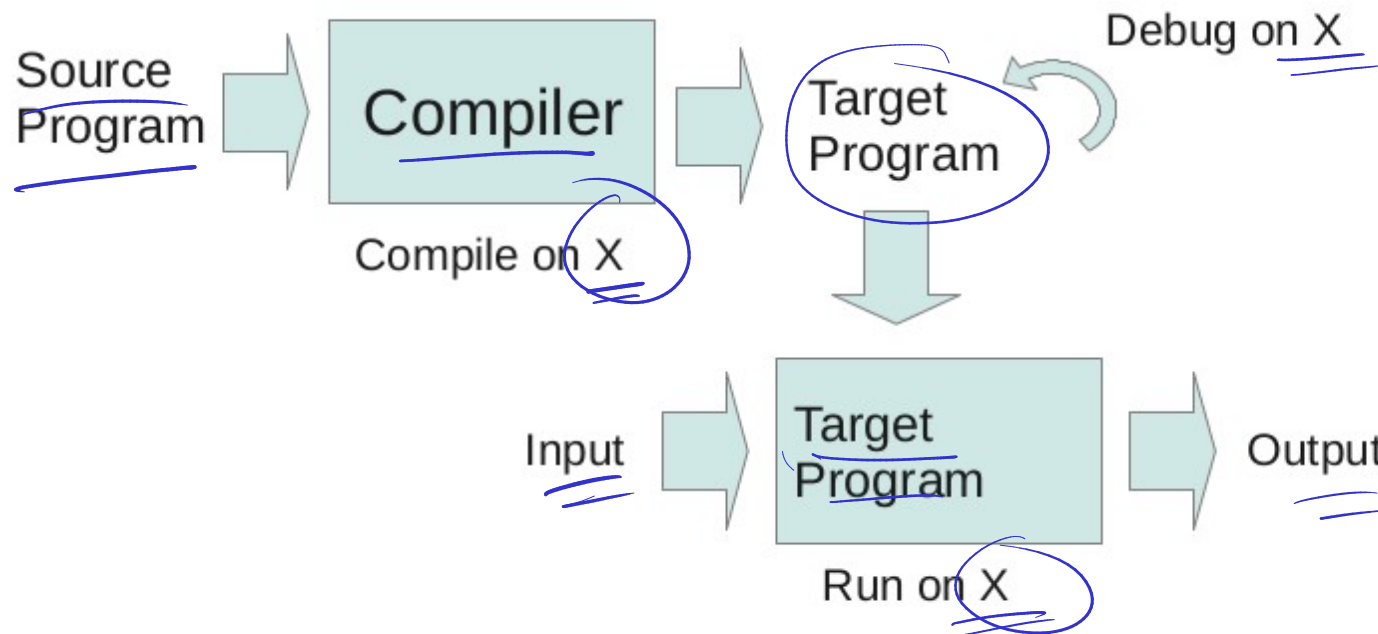 Debug on X
Source
Program
Compiler
Target
Program
Compile on X
Input
Target
Program
Output
Run on X